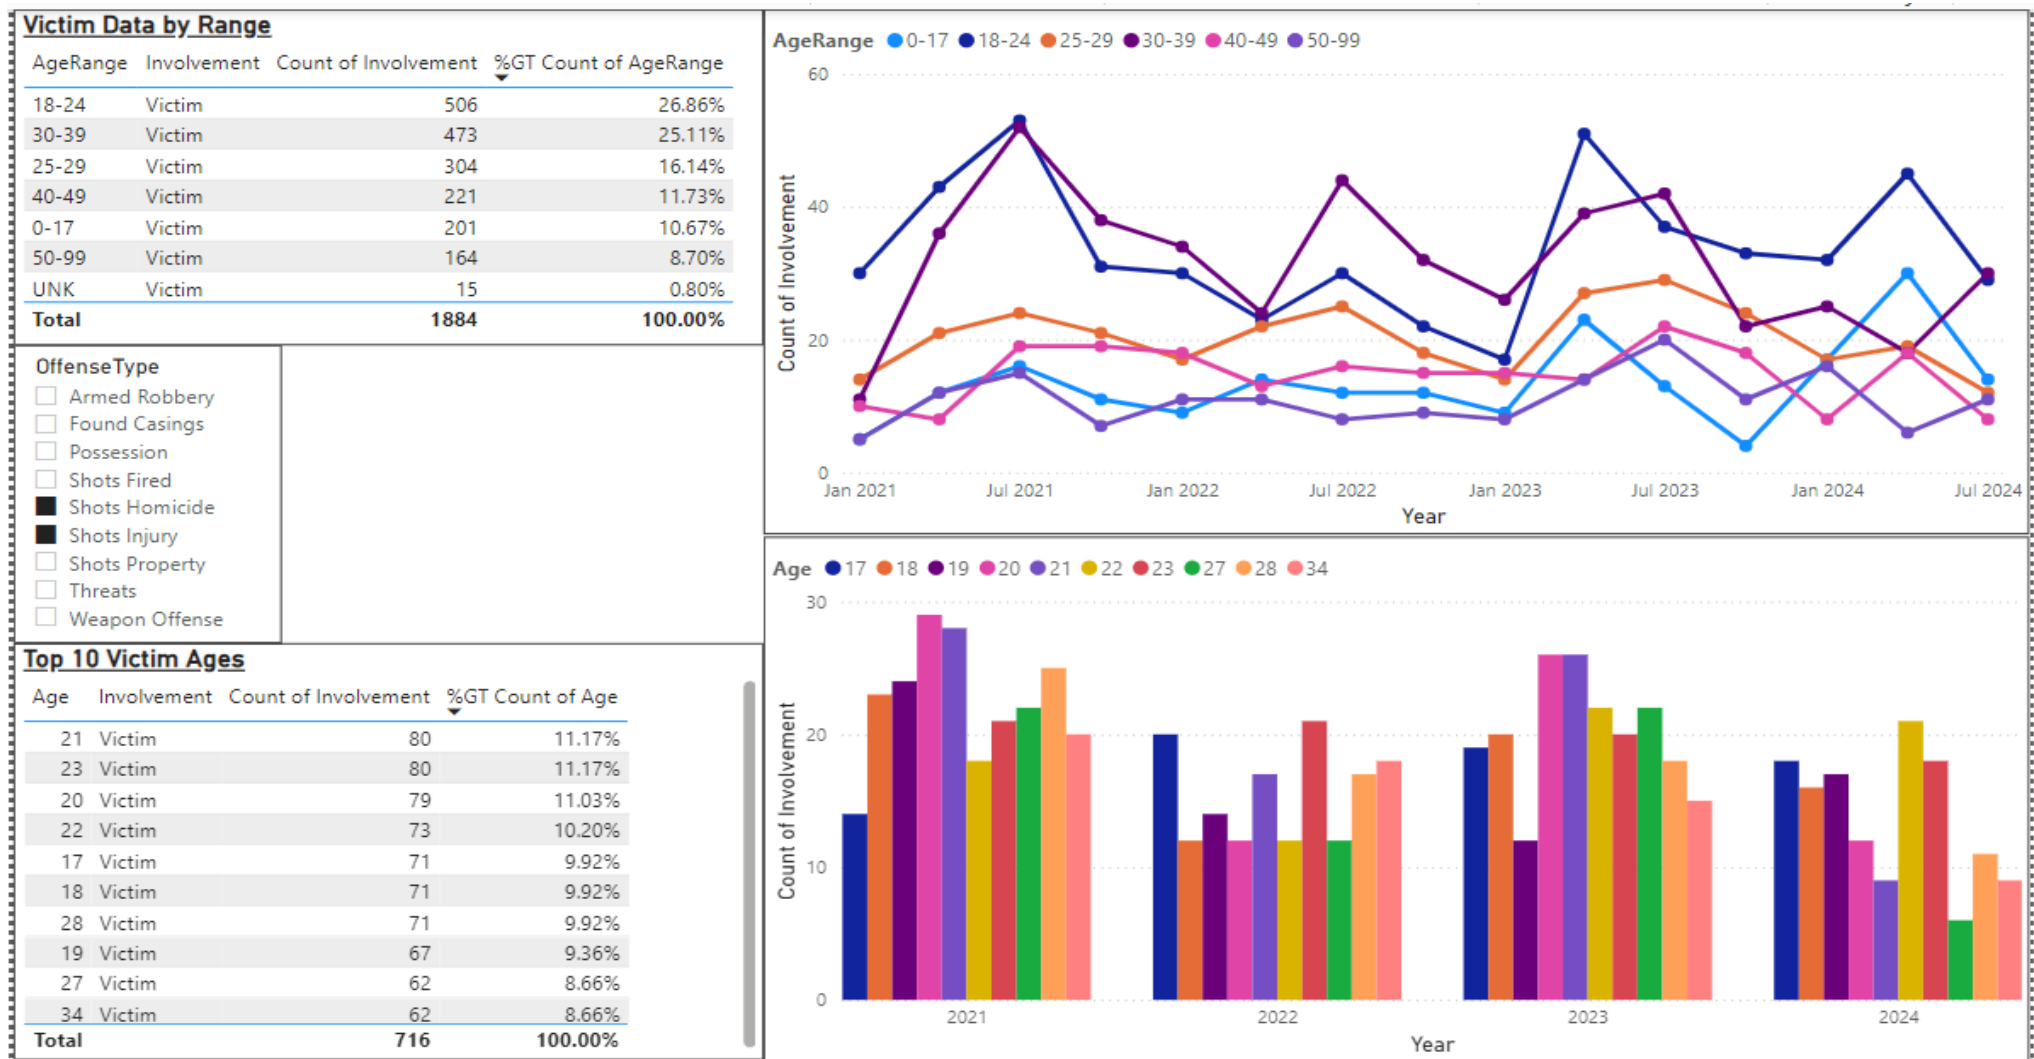 Victim Data by Range
AgeRange Involvement Count of Involvement %GT Count of AgeRange
18-24 Victim 506 26.86%
30-39 Victim 473 25.11%
25-29 Victim 304 16.14%
40-49 Victim 221 11.73%
0-17 Victim 201 10.67%
50-99 Victim 164 8.70%
UNK Victim 15 0.80%
Total 1884 100.00%
OffenseType
Armed Robbery
Found Casings
Possession
Shots Fired
Shots Homicide
Shots Injury
Shots Property
Threats
Weapon Offense
Top 10 Victim Ages
Age Involvement Count of Involvement %GT Count of Age
21 Victim 80 11.17%
23 Victim 80 11.17%
20 Victim 79 11.03%
22 Victim 73 10.20%
17 Victim 71 9.92%
18 Victim 71 9.92%
28 Victim 71 9.92%
19 Victim 67 9.36%
27 Victim 62 8.66%
34 Victim 62 8.66%
Total 716 100.00%
AgeRange 0-17 18-24 25-29 30-39 40-49 50-99
60
40
20
0
Count of Involvement
Jan 2021 Jul 2021 Jan 2022 Jul 2022 Jan 2023 Jul 2023 Jan 2024 Jul 2024
Year
Age 17 18 19 20 21 22 23 27 28 34
30
20
10
0
Count of Involvement
2021 2022 2023 2024
Year